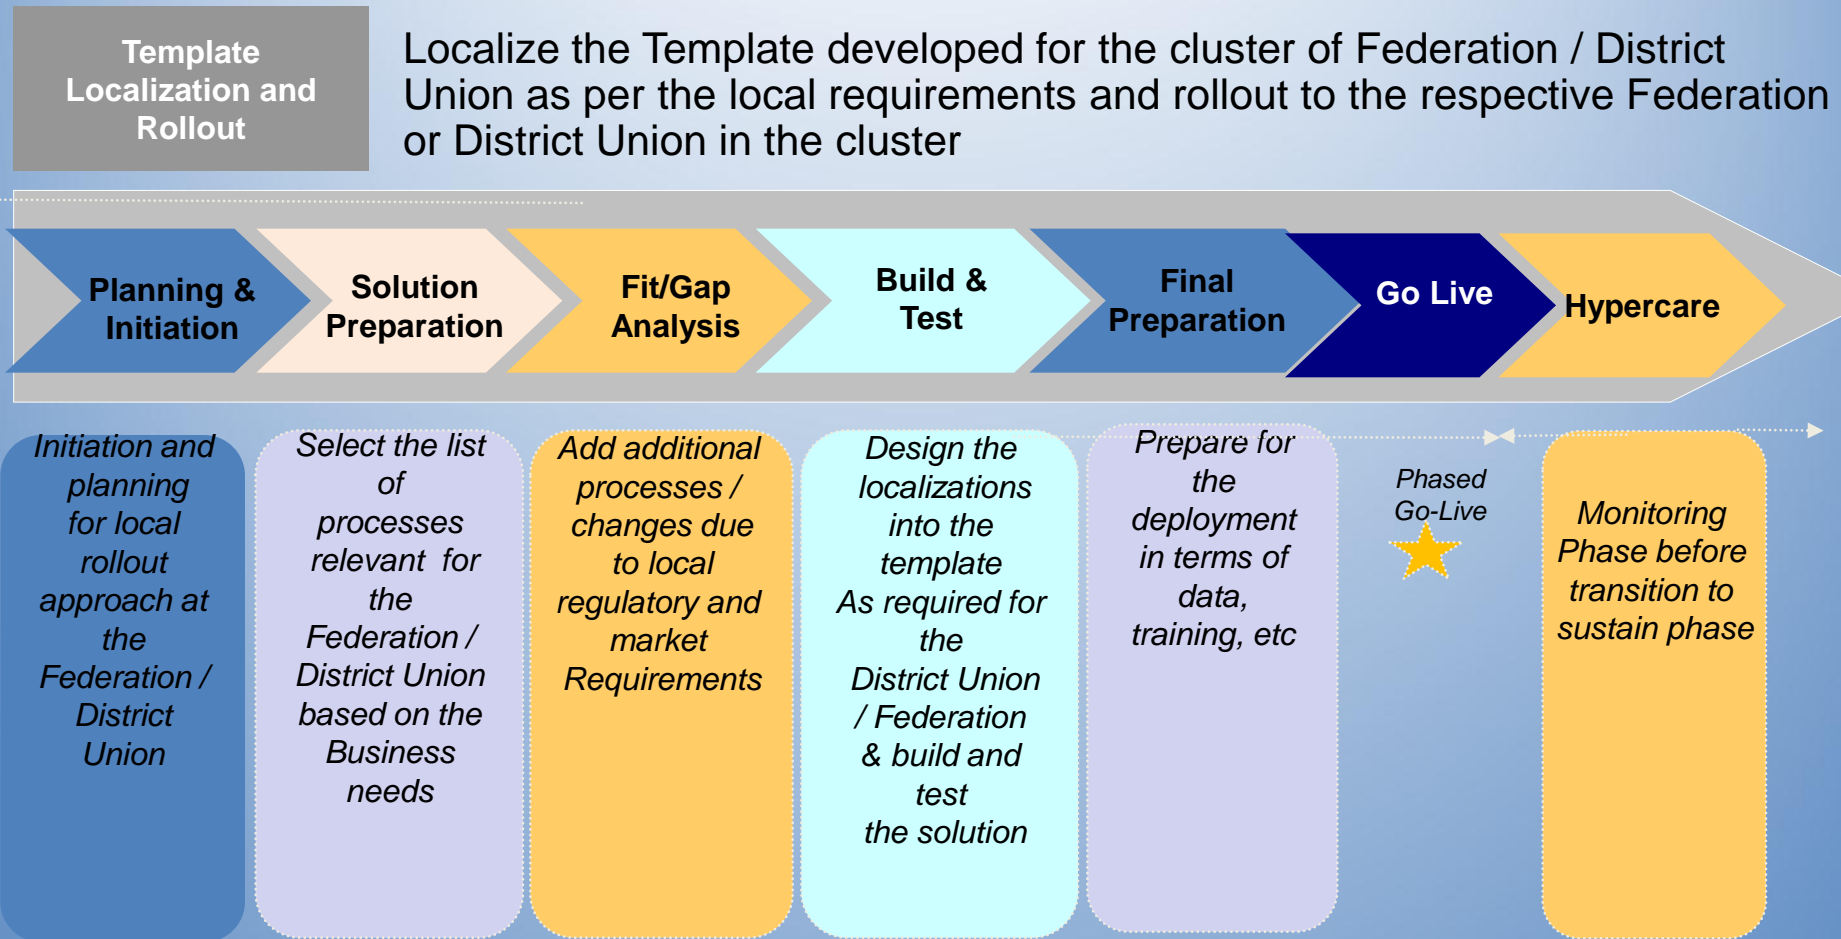 Template
Localization and
Rollout
Localize the Template developed for the cluster of Federation / District
Union as per the local requirements and rollout to the respective Federation
or District Union in the cluster
Planning &
Initiation
Solution
Preparation
Fit/Gap
Analysis
Build &
Test
Final
Preparation
Go Live
Hypercare
Initiation and
planning
for local
rollout
approach at
the
Federation /
District
Union
Select the list
of
processes
relevant for
the
Federation /
District Union
based on the
Business
needs
Add additional
processes /
changes due
to local
regulatory and
market
Requirements
Design the
localizations
into the
template
As required for
the
District Union
/ Federation
& build and
test
the solution
Prepare for
the
deployment
in terms of
data,
training, etc
Phased
Go-Live
Monitoring
Phase before
transition to
sustain phase